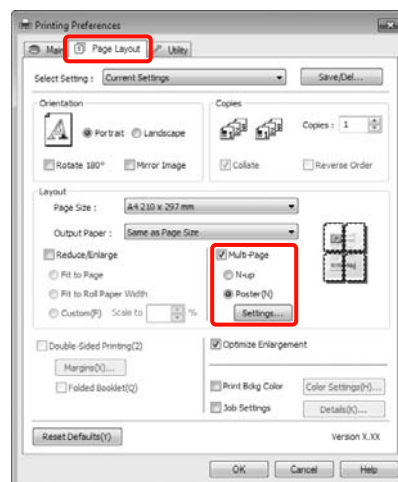 Printing Preferences
Main Page Layout Utility
Select Setting : Current Settings Save/Del...
Orientation Copies
Portrait Landscape Copies : 1
Rotate 180° Mirror Image Collate Reverse Order
Layout
Page Size : A4 210 x 297 mm
Output Paper : Same as Page Size
Reduce/Enlarge Multi-Page
Fit to Page N-up
Fit to Roll Paper Width Poster(N)
Custom(F) Scale to % Settings...
Double-Sided Printing(2) Optimize Enlargement
Margins(X)...
Folded Booklet(Q) Print Bckg Color Color Settings(H)...
Job Settings Details(K)...
Reset Defaults(Y) Version X.XX
OK Cancel Help